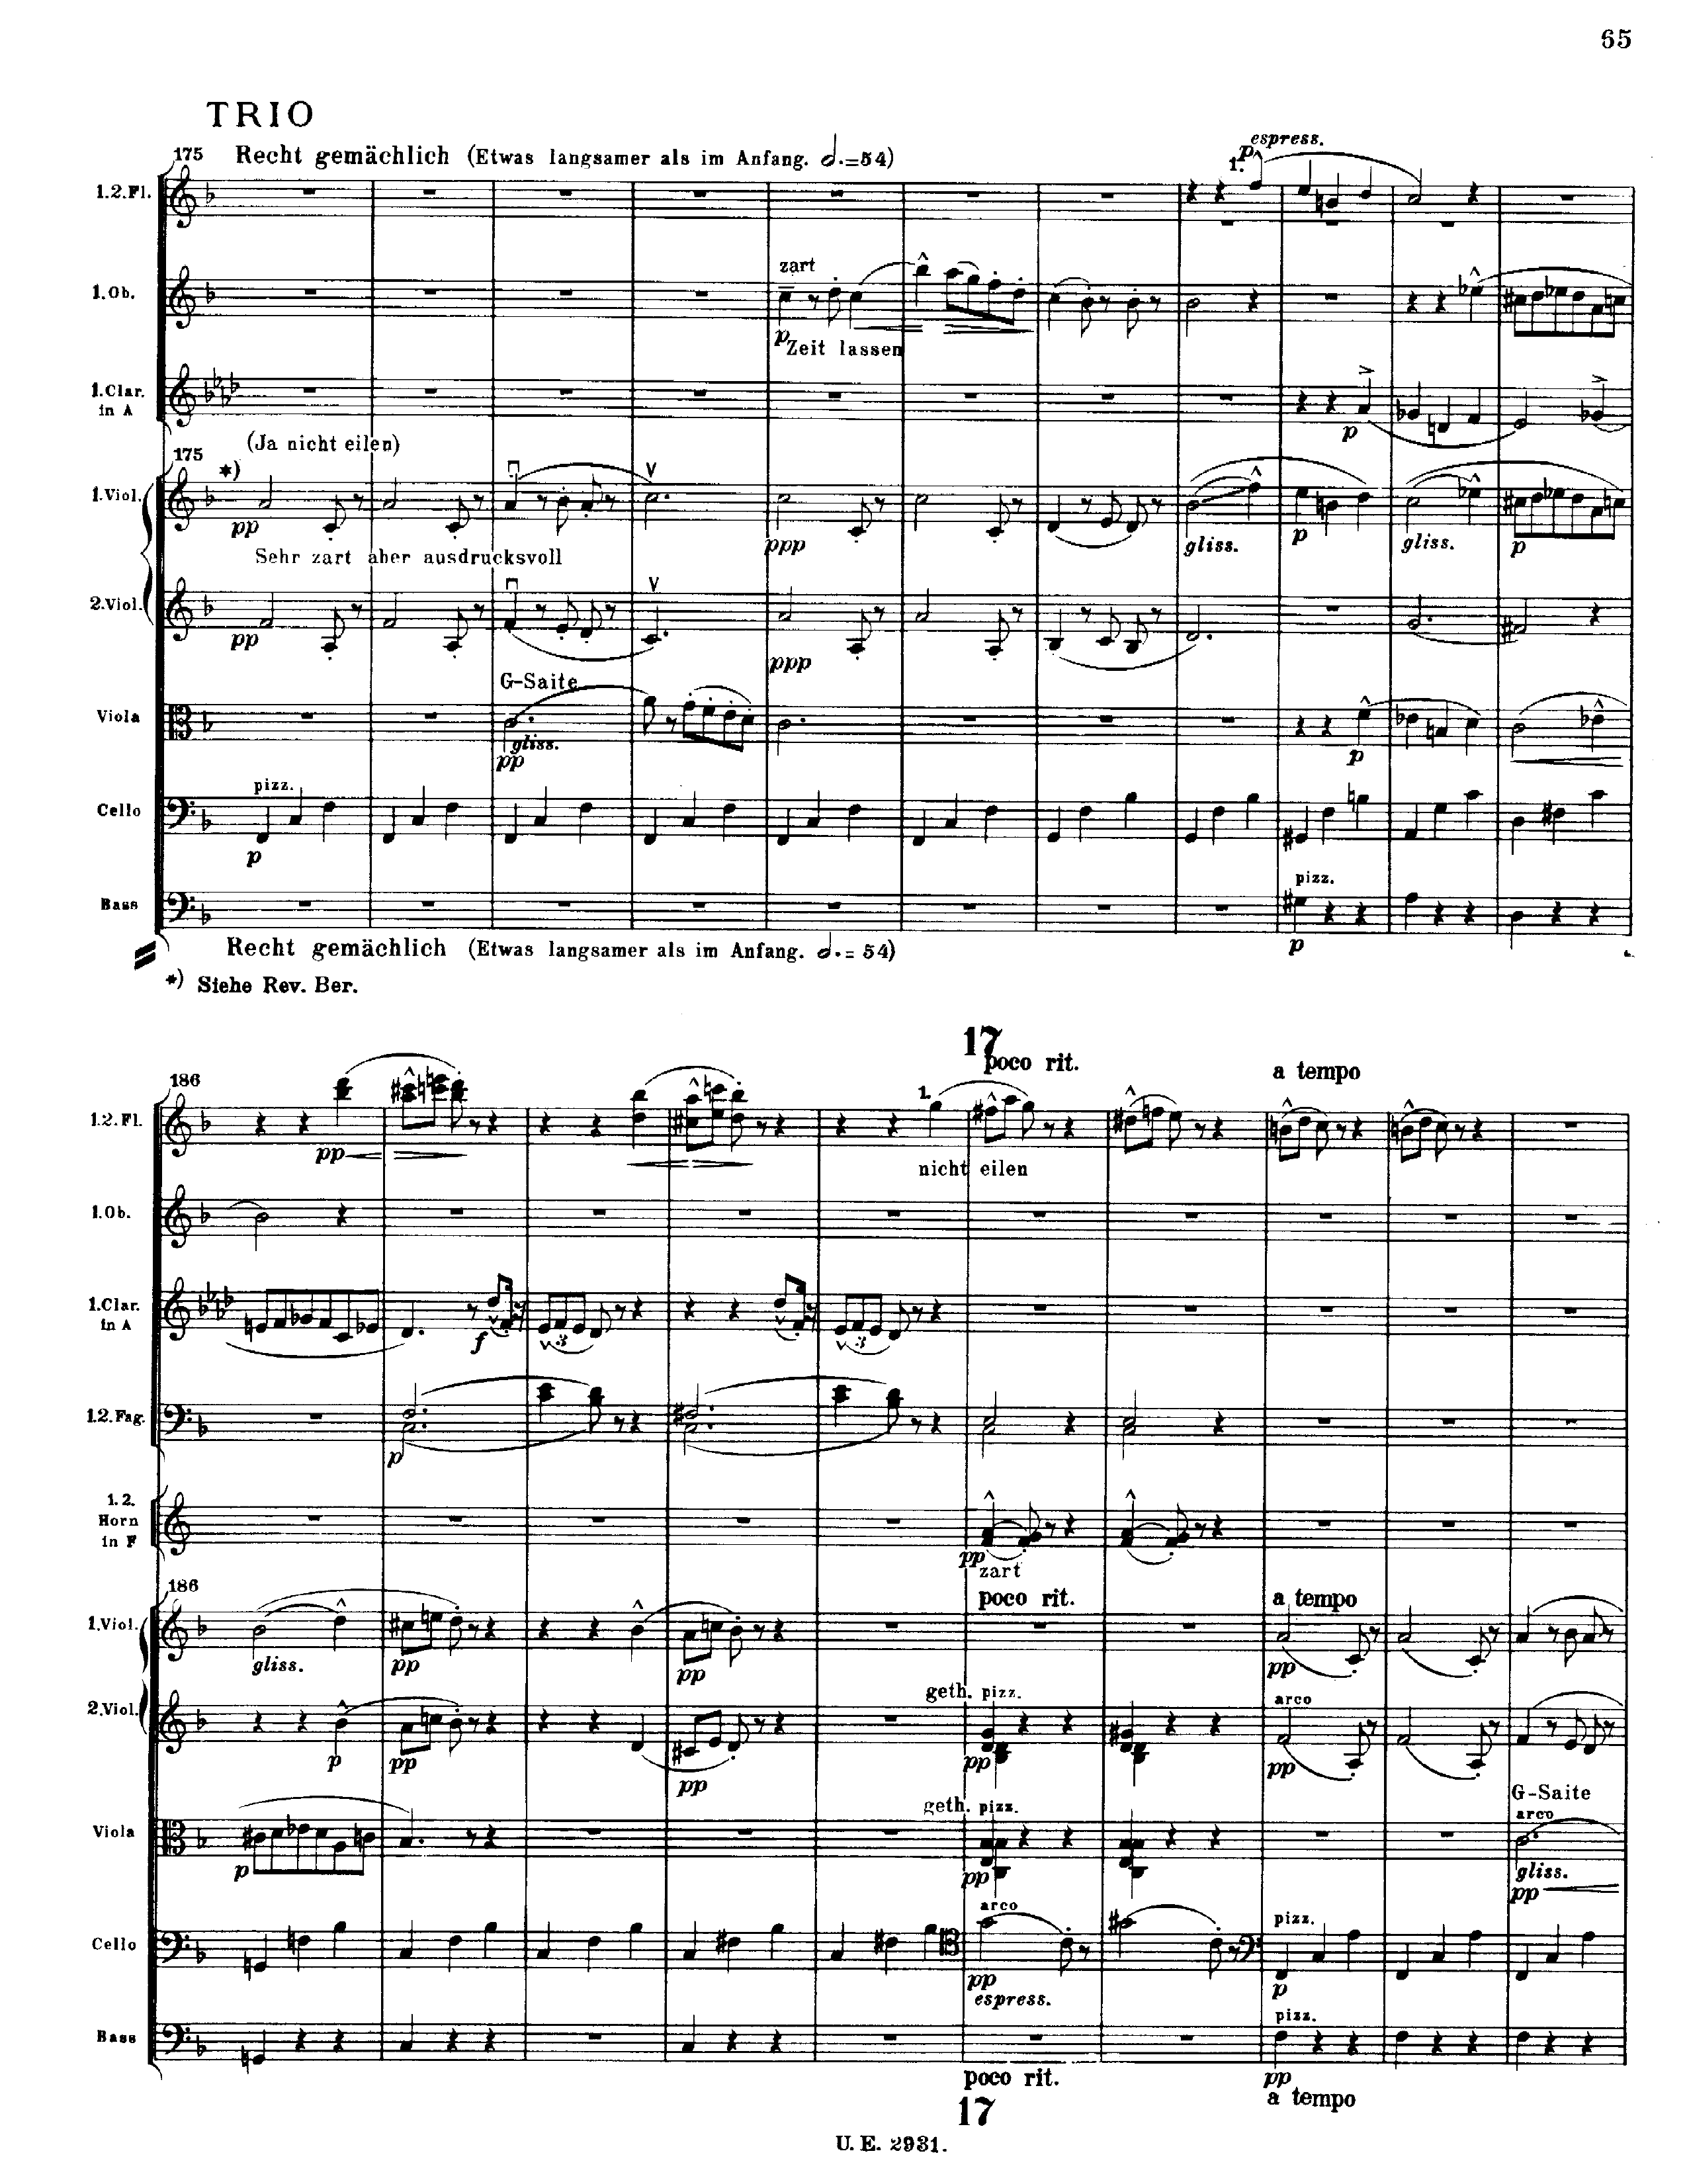 65
TRIO
175 Recht gemächlich (Etwas langsamer als im Anfang. 𝅗𝅥.=54)
espress.
p
1.
1.2.Fl.
zart
1.Ob.
p
Zeit lassen
1.Clar.
in A
p
(Ja nicht eilen)
175
*)
1.Viol.
pp
ppp
gliss.
p
gliss.
p
Sehr zart aber ausdrucksvoll
2.Viol.
pp
ppp
G-Saite
Viola
gliss.
pp
p
pizz.
Cello
p
pizz.
Bass
p
Recht gemächlich (Etwas langsamer als im Anfang. 𝅗𝅥.= 54)
*) Siehe Rev. Ber.
17
poco rit.
a tempo
186
1.
1.2. Fl.
pp
nicht eilen
1.Ob.
1.Clar.
in A
f
3
3
1.2.Fag.
p
1. 2.
Horn
in F
pp
zart
186
poco rit.
a tempo
1.Viol.
gliss.
pp
pp
pp
geth. pizz.
arco
2.Viol.
p
pp
pp
pp
pp
geth. pizz.
G-Saite
arco
Viola
p
pp
gliss.
pp
arco
pizz.
Cello
pp
espress.
p
pizz.
Bass
pp
poco rit.
a tempo
17
U. E. 2931.